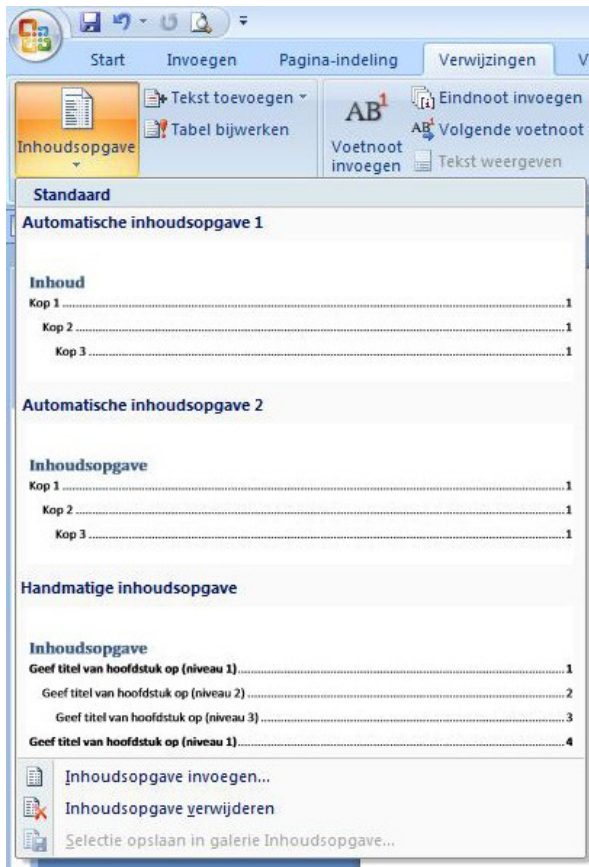 Start Invoegen Pagina-indeling Verwijzingen V
Inhoudsopgave
Tekst toevoegen
Tabel bijwerken
AB1
Voetnoot
invoegen
[i] Eindnoot invoegen
AB1 Volgende voetnoot
Tekst weergeven
Standaard
Automatische inhoudsopgave 1
Inhoud
Kop 1 ........ 1
Kop 2 ........ 1
Kop 3 ........ 1
Automatische inhoudsopgave 2
Inhoudsopgave
Kop 1 ........ 1
Kop 2 ........ 1
Kop 3 ........ 1
Handmatige inhoudsopgave
Inhoudsopgave
Geef titel van hoofdstuk op (niveau 1) ........ 1
Geef titel van hoofdstuk op (niveau 2) ........ 2
Geef titel van hoofdstuk op (niveau 3) ........ 3
Geef titel van hoofdstuk op (niveau 1) ........ 4
Inhoudsopgave invoegen...
Inhoudsopgave verwijderen
Selectie opslaan in galerie Inhoudsopgave...